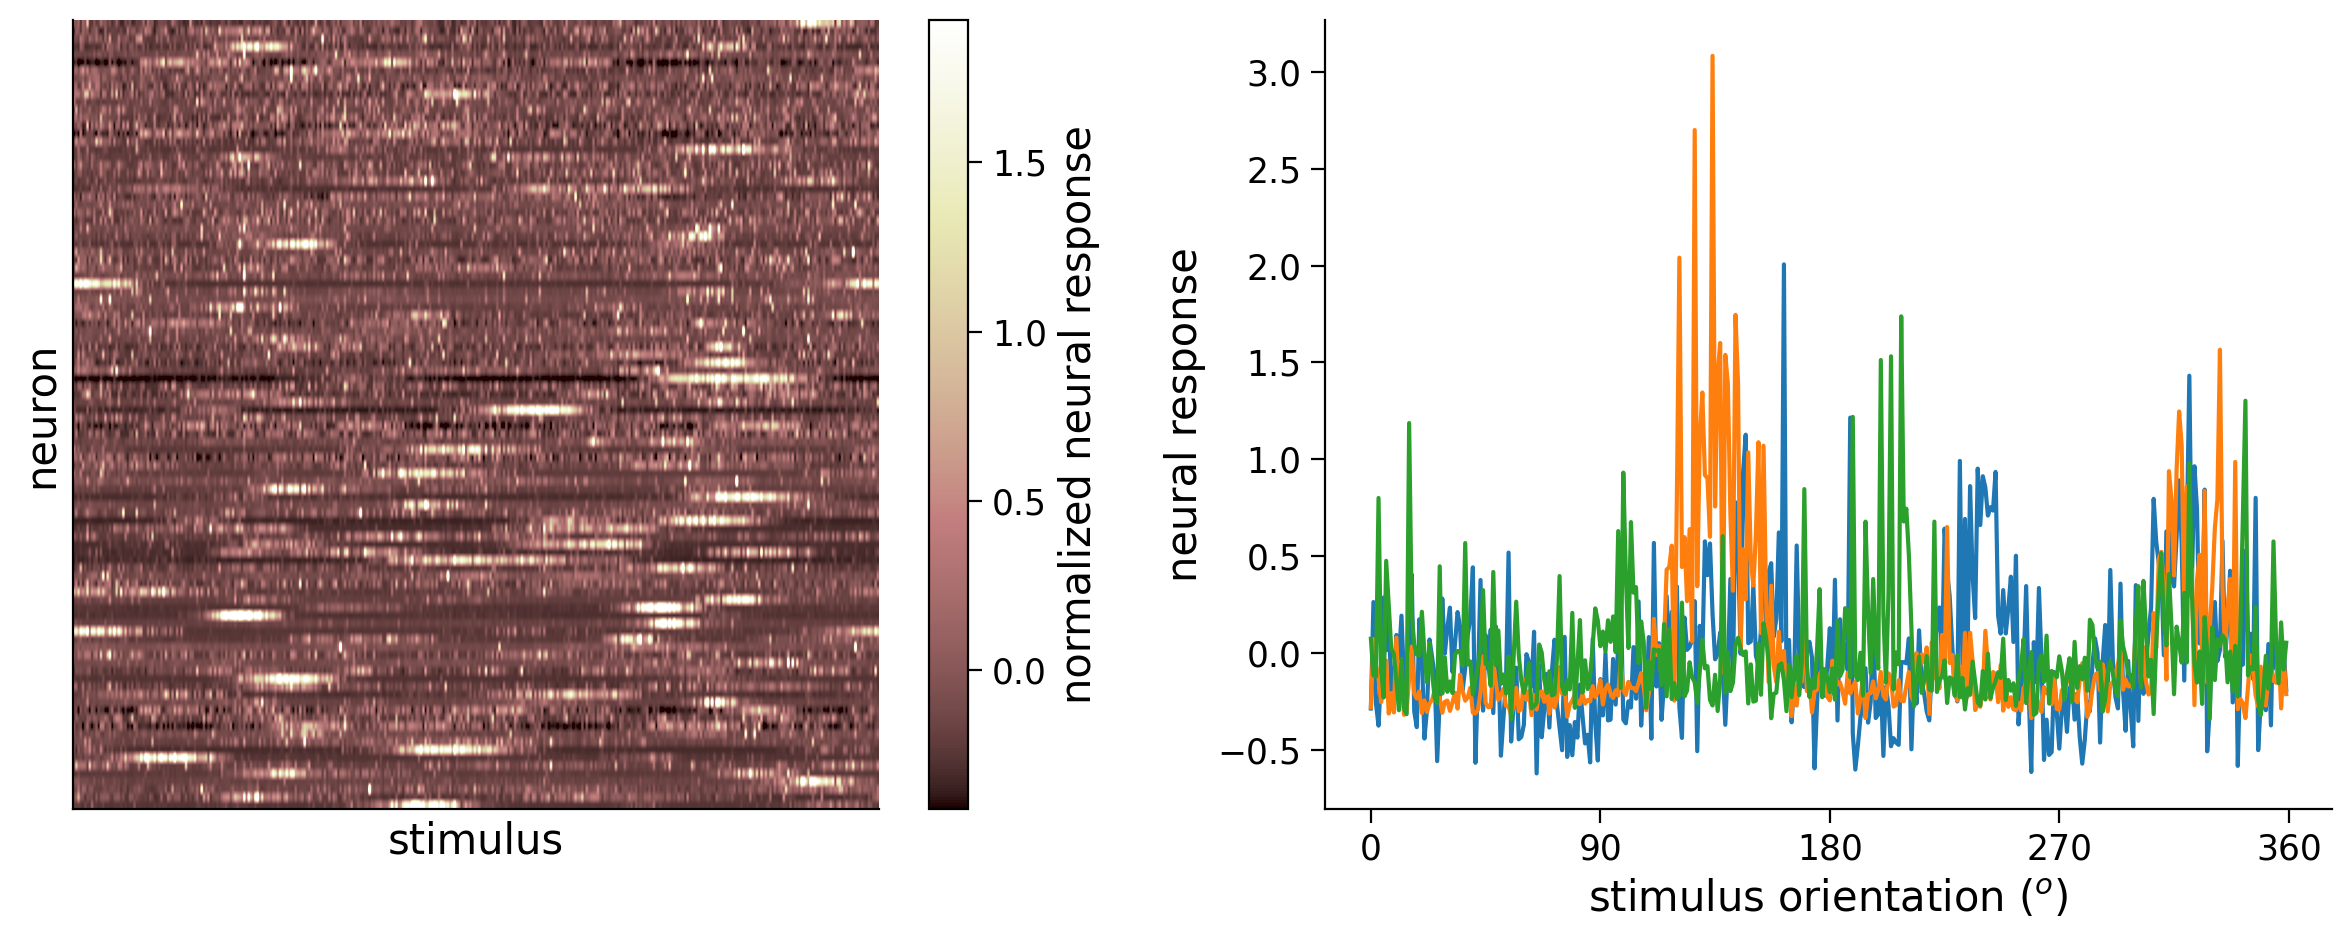 neuron
stimulus
1.5
1.0
0.5
0.0
normalized neural response
neural response
3.0
2.5
2.0
1.5
1.0
0.5
0.0
−0.5
0 90 180 270 360
stimulus orientation (°)